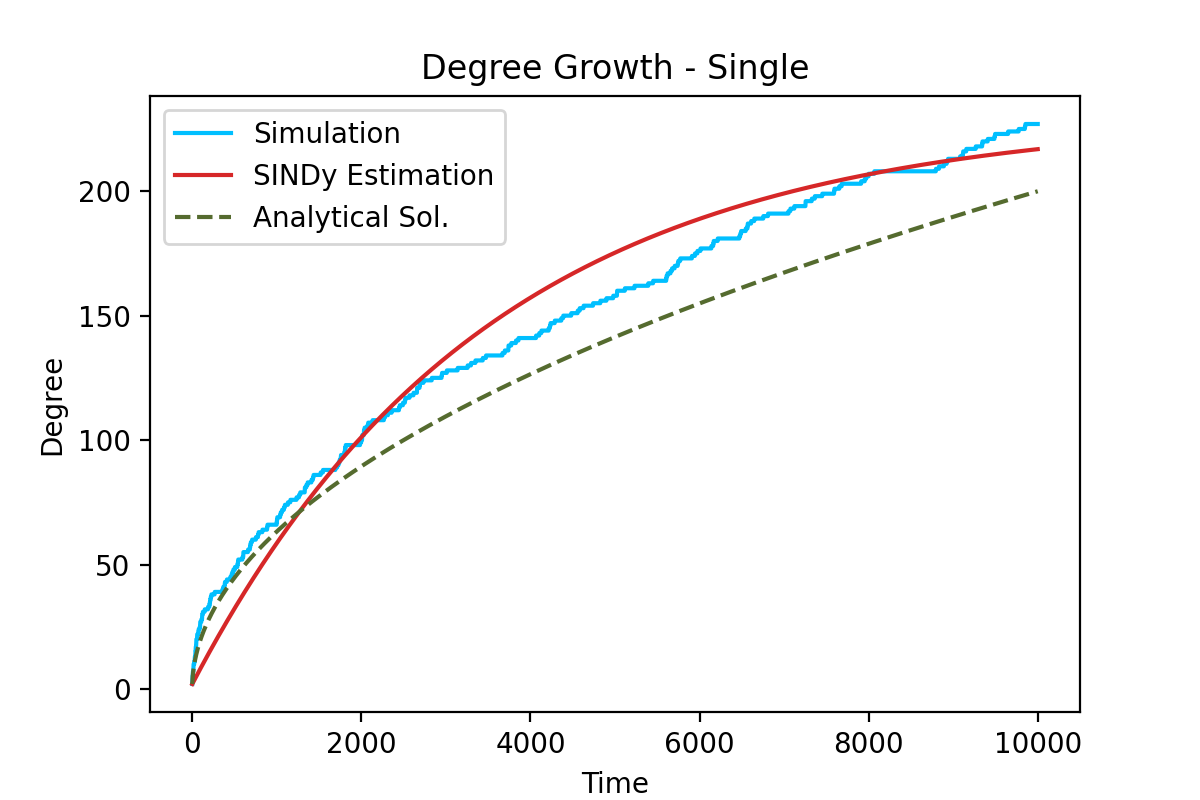 Degree Growth - Single
Simulation
SINDy Estimation
Analytical Sol.
Degree
200
150
100
50
0
0 2000 4000 6000 8000 10000
Time